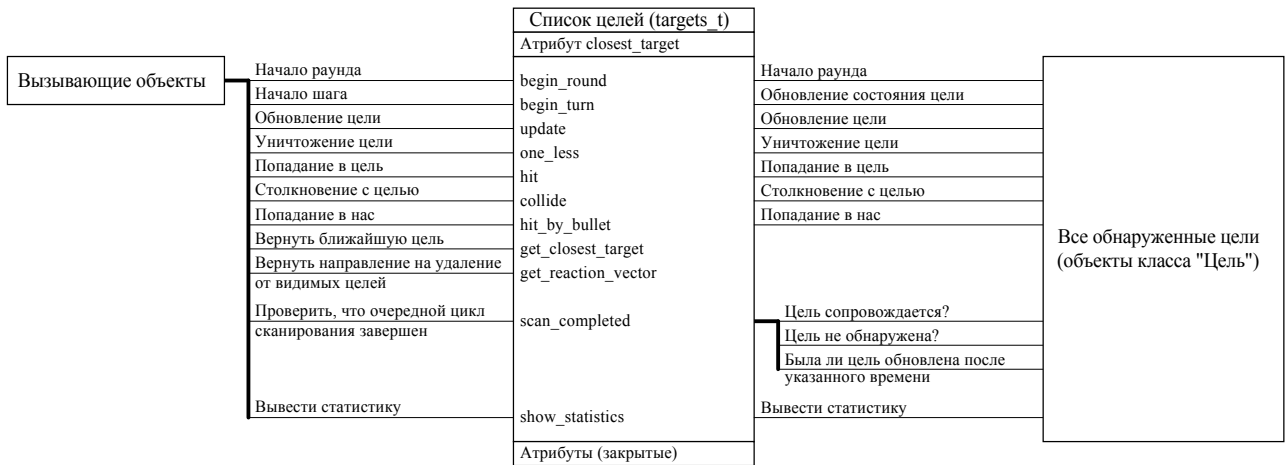 Список целей (targets_t)
Атрибут closest_target
Вызывающие объекты
Начало раунда
Начало шага
Обновление цели
Уничтожение цели
Попадание в цель
Столкновение с целью
Попадание в нас
Вернуть ближайшую цель
Вернуть направление на удаление
от видимых целей
Проверить, что очередной цикл
сканирования завершен
Вывести статистику
begin_round
begin_turn
update
one_less
hit
collide
hit_by_bullet
get_closest_target
get_reaction_vector
scan_completed
show_statistics
Атрибуты (закрытые)
Начало раунда
Обновление состояния цели
Обновление цели
Уничтожение цели
Попадание в цель
Столкновение с целью
Попадание в нас
Цель сопровождается?
Цель не обнаружена?
Была ли цель обновлена после
указанного времени
Вывести статистику
Все обнаруженные цели
(объекты класса "Цель")